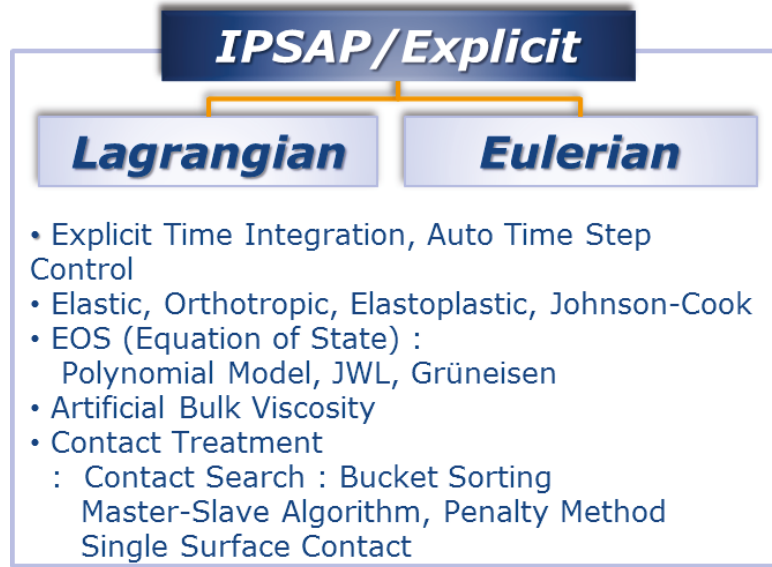 IPSAP/Explicit
Lagrangian
Eulerian
• Explicit Time Integration, Auto Time Step
Control
• Elastic, Orthotropic, Elastoplastic, Johnson-Cook
• EOS (Equation of State) :
Polynomial Model, JWL, Grüneisen
• Artificial Bulk Viscosity
• Contact Treatment
: Contact Search : Bucket Sorting
Master-Slave Algorithm, Penalty Method
Single Surface Contact